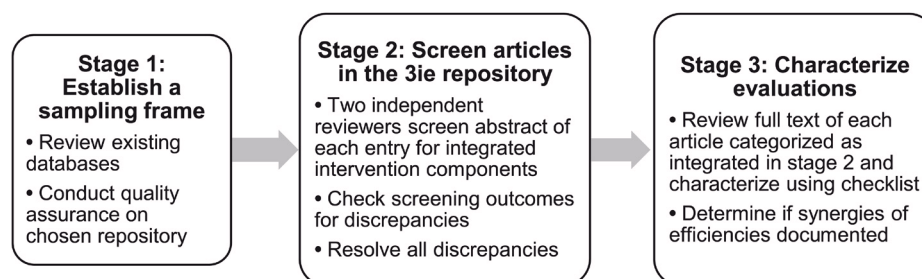 Stage 1:
Establish a
sampling frame
• Review existing
databases
• Conduct quality
assurance on
chosen repository
Stage 2: Screen articles
in the 3ie repository
• Two independent
reviewers screen abstract of
each entry for integrated
intervention components
• Check screening outcomes
for discrepancies
• Resolve all discrepancies
Stage 3: Characterize
evaluations
• Review full text of each
article categorized as
integrated in stage 2 and
characterize using checklist
• Determine if synergies of
efficiencies documented